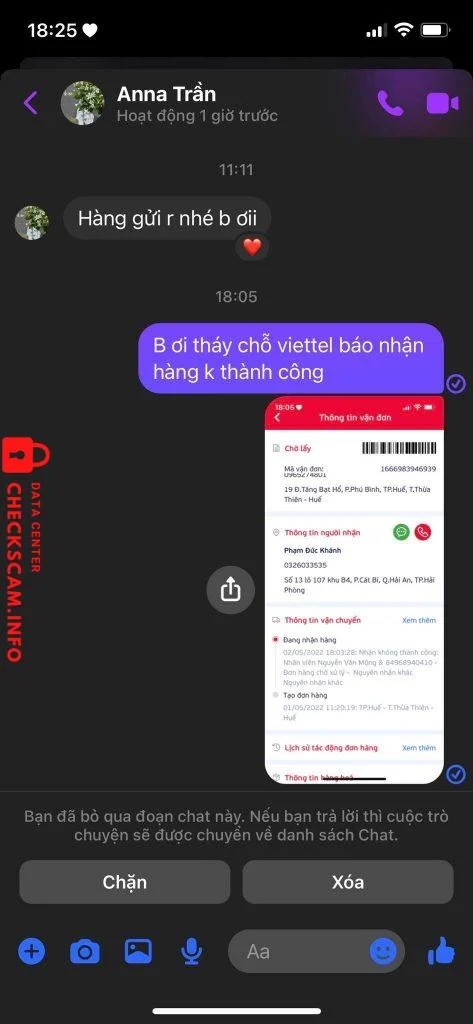 18:25
Anna Trần
Hoạt động 1 giờ trước
11:11
Hàng gửi r nhé b ơii
18:05
B ơi tháy chỗ viettel báo nhận
hàng k thành công
18:05
Thông tin vận đơn
Chờ lấy
Mã vận đơn: 1666983946939
0965274801
19 Đ.Tăng Bạt Hổ, P.Phú Bình, TP.Huế, T.Thừa
Thiên - Huế
Thông tin người nhận
Phạm Đức Khánh
0326033535
Số 13 lô 107 khu B4, P.Cát Bi, Q.Hải An, TP.Hải
Phòng
Thông tin vận chuyển Xem thêm
Đang nhận hàng
02/05/2022 18:03:28: Nhận không thành công:
Nhân viên Nguyễn Văn Mộng & 84968940410 -
Đơn hàng chờ xử lý - Nguyên nhân khác
Nguyên nhân khác
Tạo đơn hàng
01/05/2022 11:20:19: TP.Huế - T.Thừa Thiên -
Huế
Lịch sử tác động đơn hàng Xem thêm
Thông tin hàng hoá
DATA CENTER
CHECKSCAM.INFO
Bạn đã bỏ qua đoạn chat này. Nếu bạn trả lời thì cuộc trò
chuyện sẽ được chuyển về danh sách Chat.
Chặn
Xóa
Aa